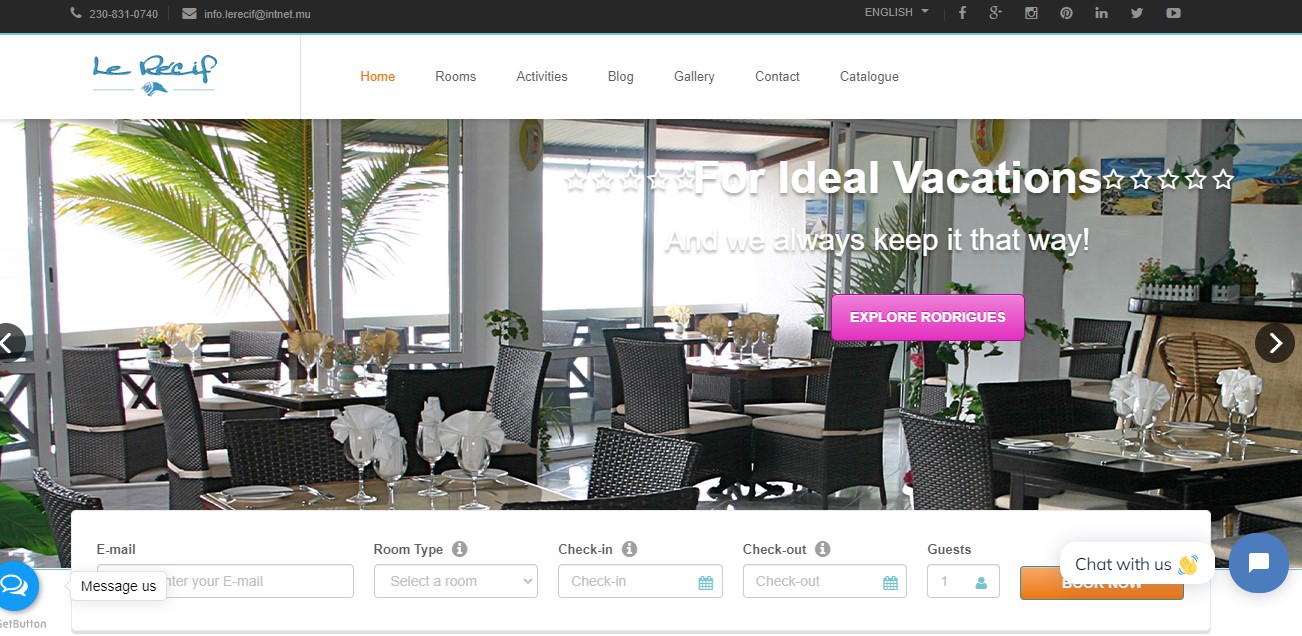 230-831-0740
info.lerecif@intnet.mu
ENGLISH
Le Récif
Home
Rooms
Activities
Blog
Gallery
Contact
Catalogue
For Ideal Vacations
And we always keep it that way!
EXPLORE RODRIGUES
E-mail
Room Type
Check-in
Check-out
Guests
Chat with us
Message us
nter your E-mail
Select a room
Check-in
Check-out
1
BOOK NOW
GetButton